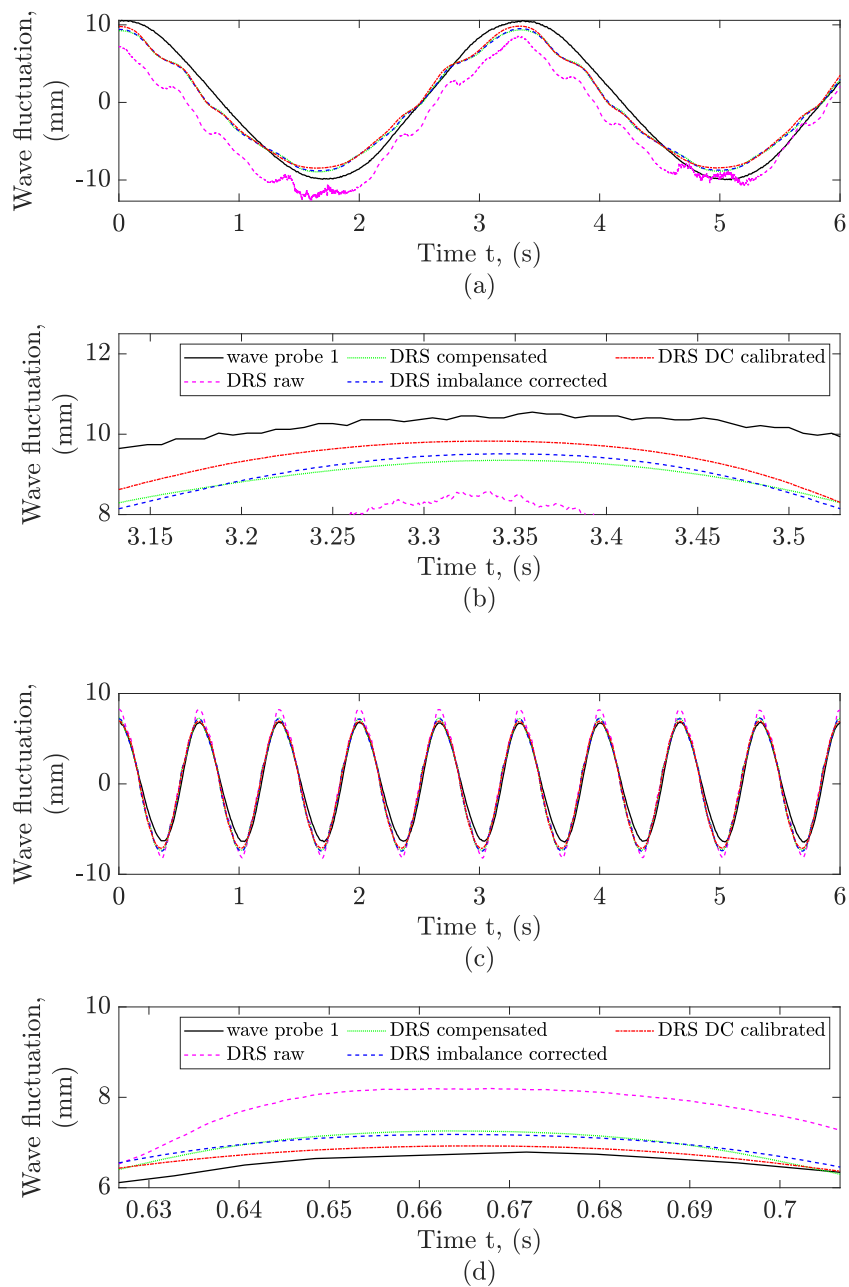 Wave fluctuation,
(mm)
10
0
-10
0 1 2 3 4 5 6
Time t, (s)
(a)
Wave fluctuation,
(mm)
12
10
8
wave probe 1 DRS compensated DRS DC calibrated
DRS raw DRS imbalance corrected
3.15 3.2 3.25 3.3 3.35 3.4 3.45 3.5
Time t, (s)
(b)
Wave fluctuation,
(mm)
10
0
-10
0 1 2 3 4 5 6
Time t, (s)
(c)
Wave fluctuation,
(mm)
10
8
6
wave probe 1 DRS compensated DRS DC calibrated
DRS raw DRS imbalance corrected
0.63 0.64 0.65 0.66 0.67 0.68 0.69 0.7
Time t, (s)
(d)